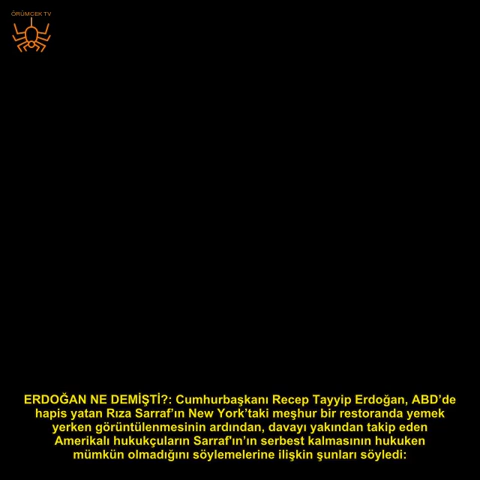 ÖRÜMCEK TV
ERDOĞAN NE DEMİŞTİ?: Cumhurbaşkanı Recep Tayyip Erdoğan, ABD’de
hapis yatan Rıza Sarraf’ın New York’taki meşhur bir restoranda yemek
yerken görüntülenmesinin ardından, davayı yakından takip eden
Amerikalı hukukçuların Sarraf'ın’ın serbest kalmasının hukuken
mümkün olmadığını söylemelerine ilişkin şunları söyledi: